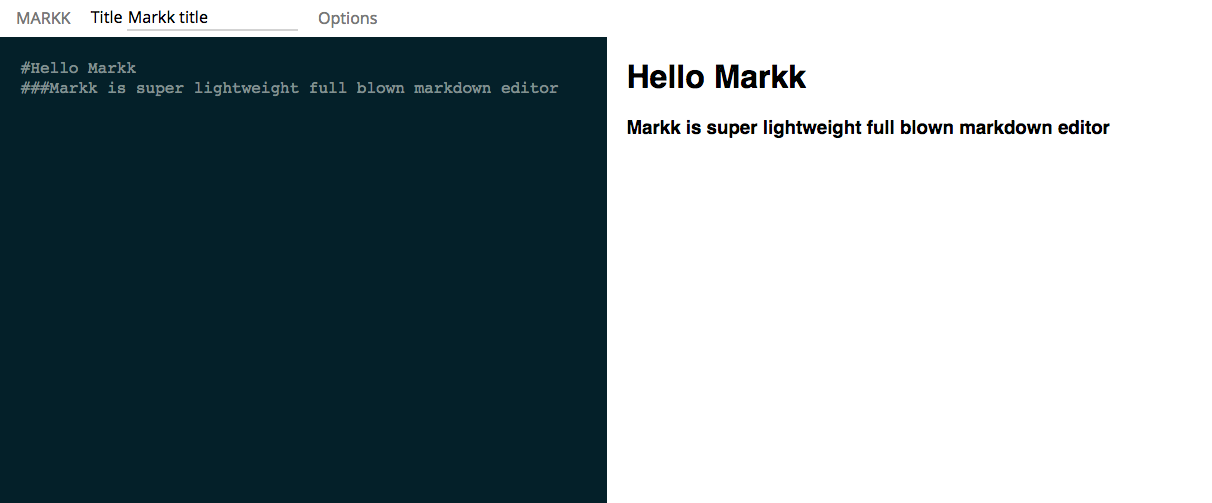 MARKK Title Markk title Options
#Hello Markk
###Markk is super lightweight full blown markdown editor
Hello Markk
Markk is super lightweight full blown markdown editor